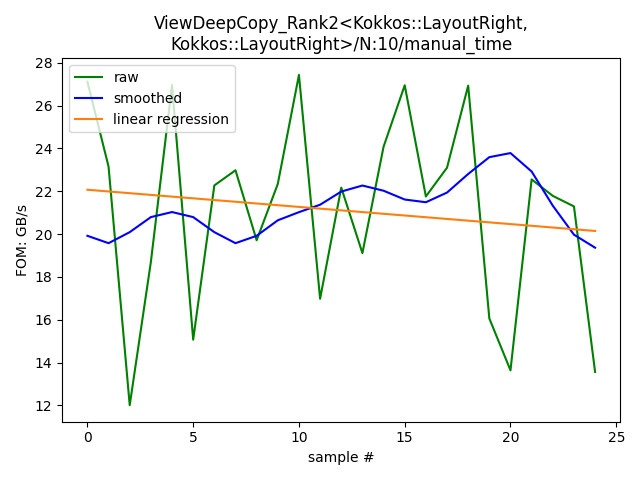 ViewDeepCopy_Rank2<Kokkos::LayoutRight,
Kokkos::LayoutRight>/N:10/manual_time
raw
smoothed
linear regression
FOM: GB/s
28
26
24
22
20
18
16
14
12
0
5
10
15
20
25
sample #